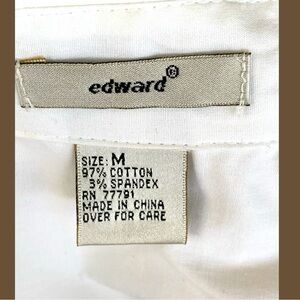 edward®
SIZE: M
97% COTTON
3% SPANDEX
RN 77791
MADE IN CHINA
OVER FOR CARE